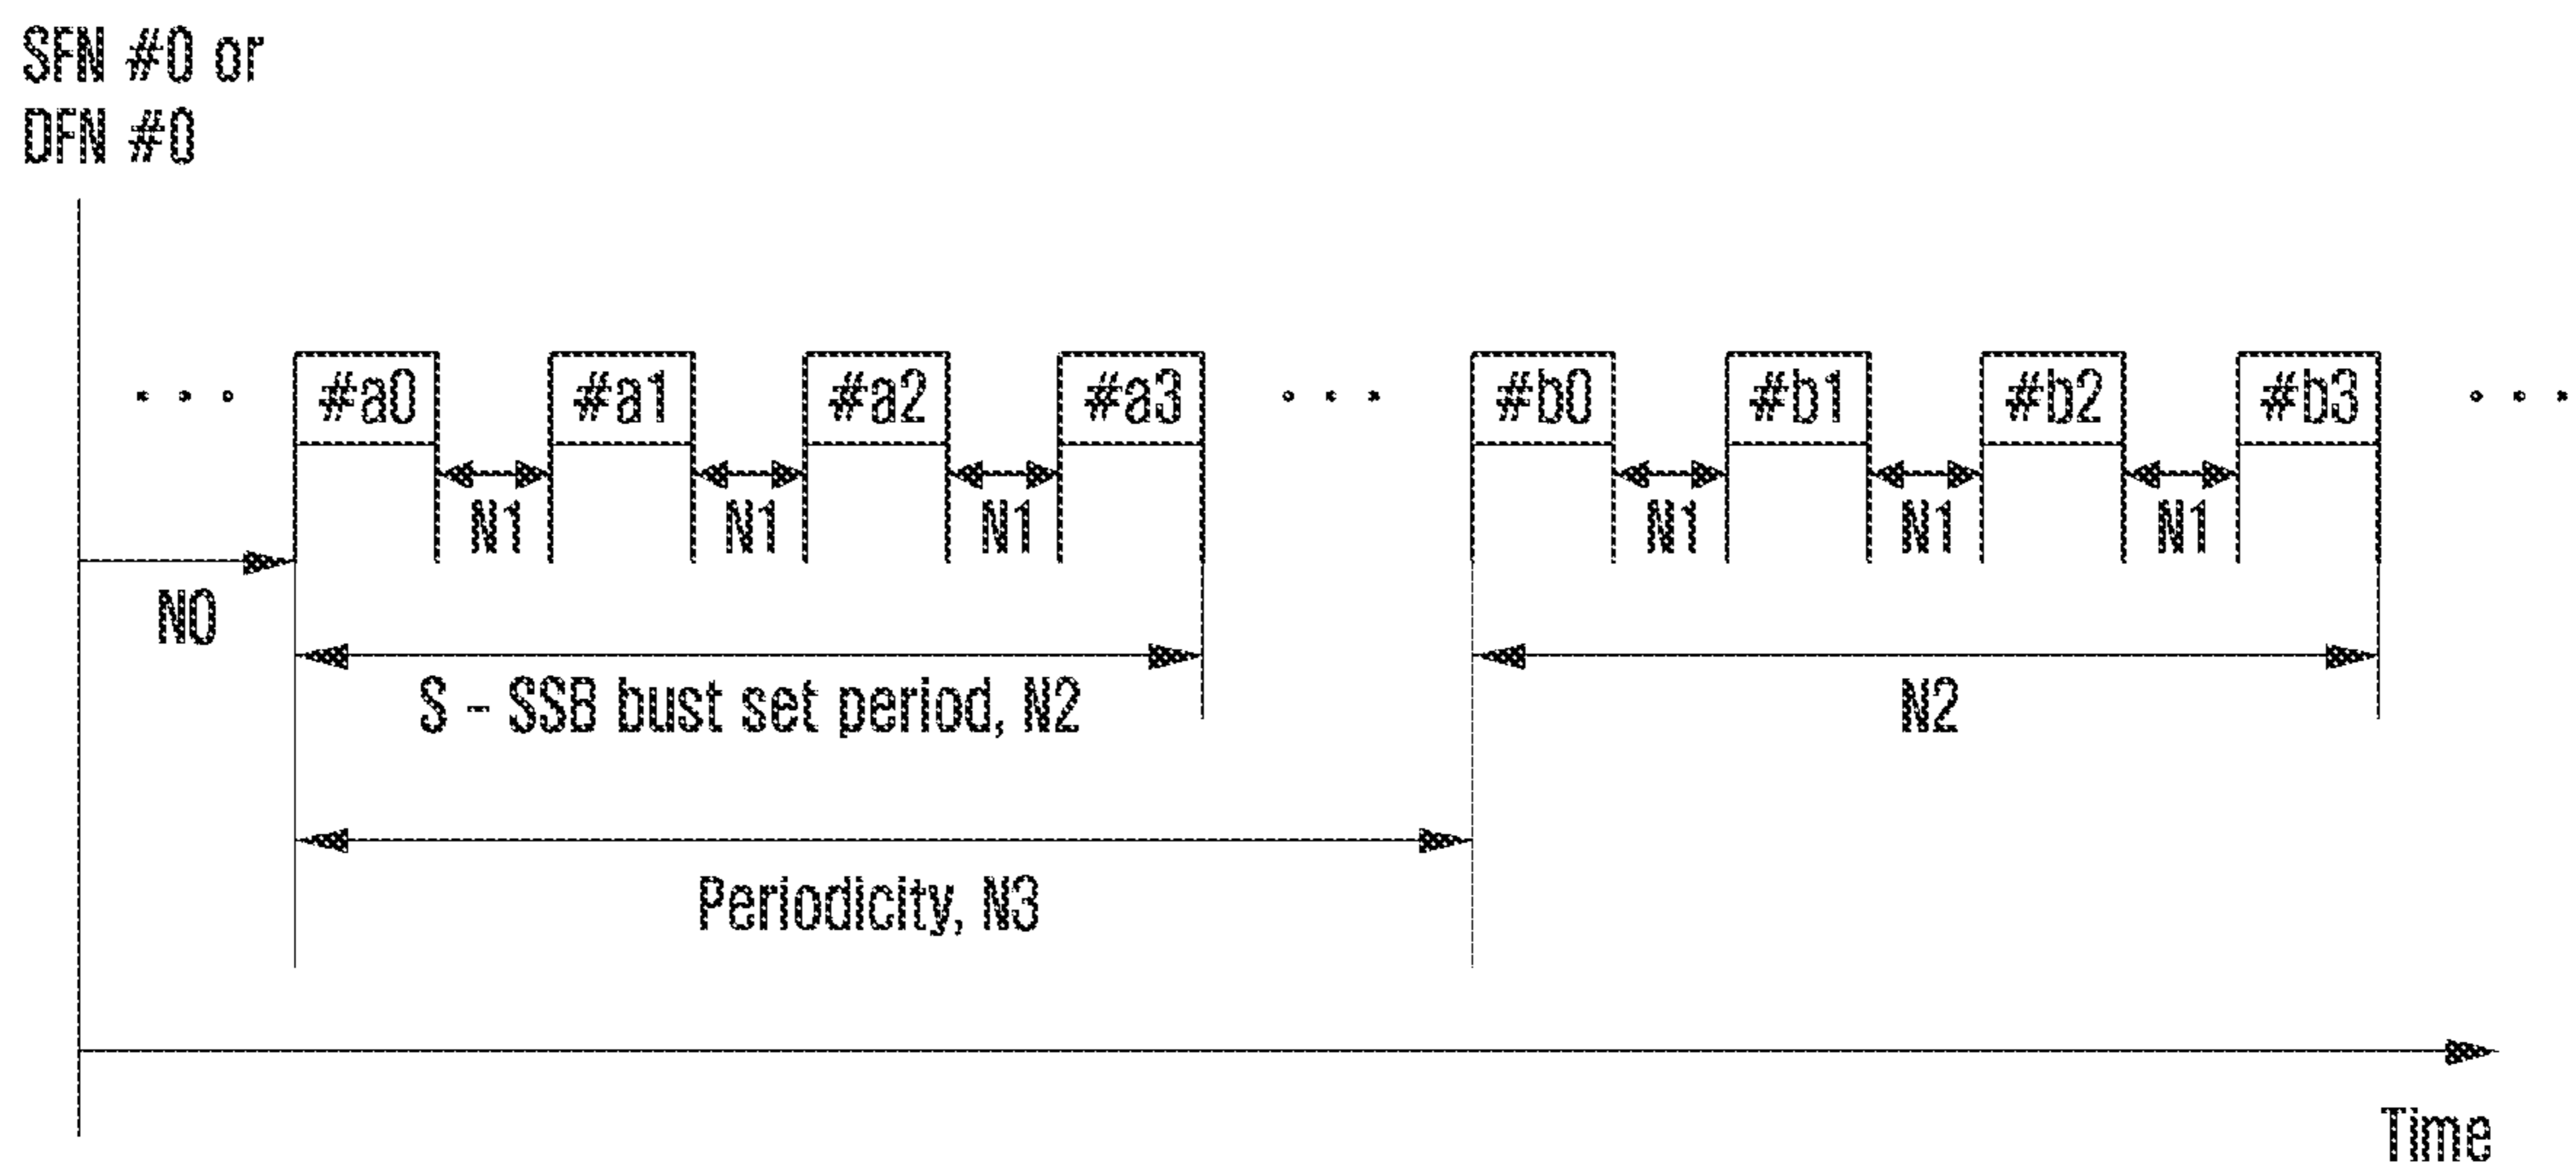 SFN #0 or
DFN #0
#a0 #a1 #a2 #a3 #b0 #b1 #b2 #b3
N1 N1 N1 N1 N1 N1
N0
S - SSB bust set period, N2
N2
Periodicity, N3
Time